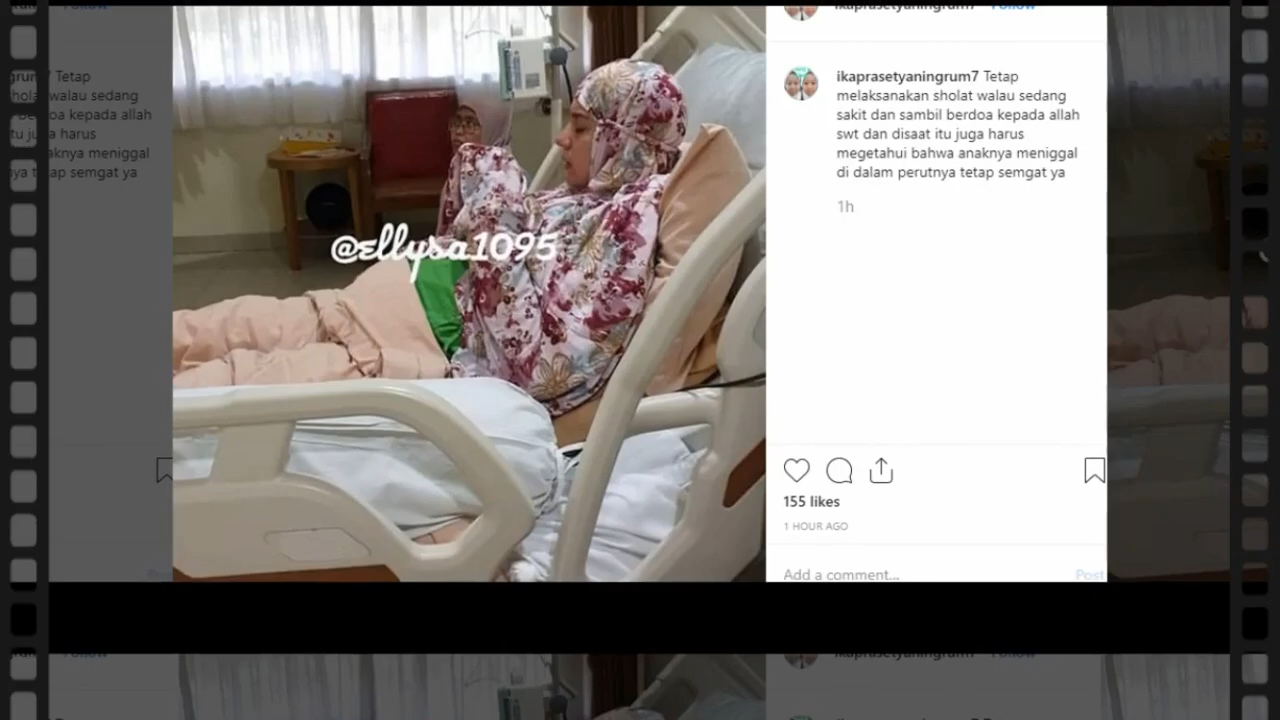 ikaprasetyaningrum7 Follow
ikaprasetyaningrum7 Tetap
melaksanakan sholat walau sedang
sakit dan sambil berdoa kepada allah
swt dan disaat itu juga harus
megetahui bahwa anaknya meniggal
di dalam perutnya tetap semgat ya
1h
@ellysa1095
155 likes
1 HOUR AGO
Add a comment...
Post